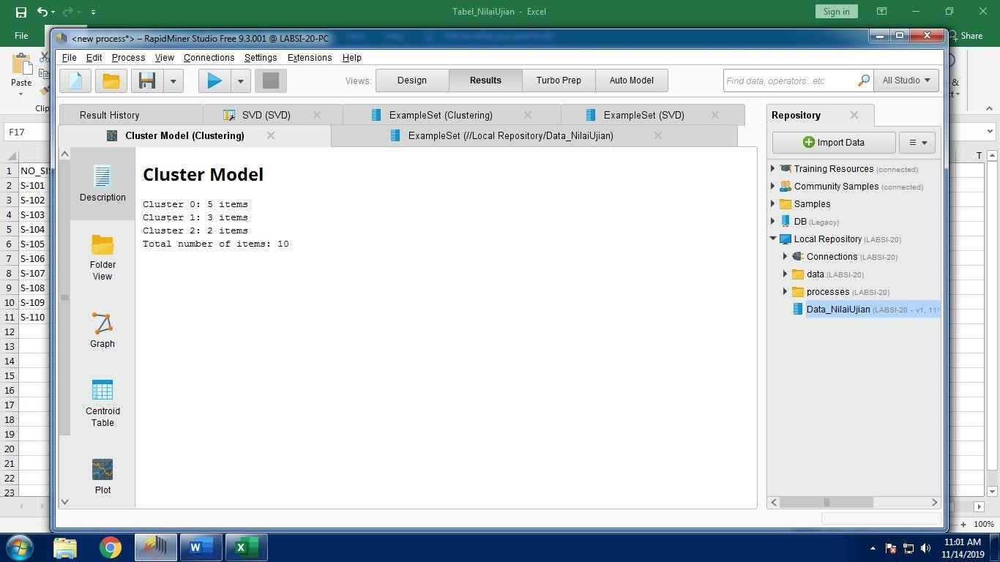 Tabel_NilaiUjian - Excel
Sign in
File
Share
<new process*> – RapidMiner Studio Free 9.3.001 @ LABSI-20-PC
File Edit Process View Connections Settings Extensions Help
Paste
Clip
Views: Design Results Turbo Prep Auto Model
Find data, operators...etc
All Studio
Result History
SVD (SVD)
ExampleSet (Clustering)
ExampleSet (SVD)
Cluster Model (Clustering)
ExampleSet (//Local Repository/Data_NilaiUjian)
Repository
Import Data
F17
Description
Folder
View
Graph
Centroid
Table
Plot
Cluster Model
Cluster 0: 5 items
Cluster 1: 3 items
Cluster 2: 2 items
Total number of items: 10
Training Resources (connected)
Community Samples (connected)
Samples
DB (Legacy)
Local Repository (LABSI-20)
Connections (LABSI-20)
data (LABSI-20)
processes (LABSI-20)
Data_NilaiUjian (LABSI-20 - v1, 11/
T
1 NO_SIS
2 S-101
3 S-102
4 S-103
5 S-104
6 S-105
7 S-106
8 S-107
9 S-108
10 S-109
11 S-110
12
13
14
15
16
17
18
19
20
21
22
23
100%
11:01 AM
11/14/2019